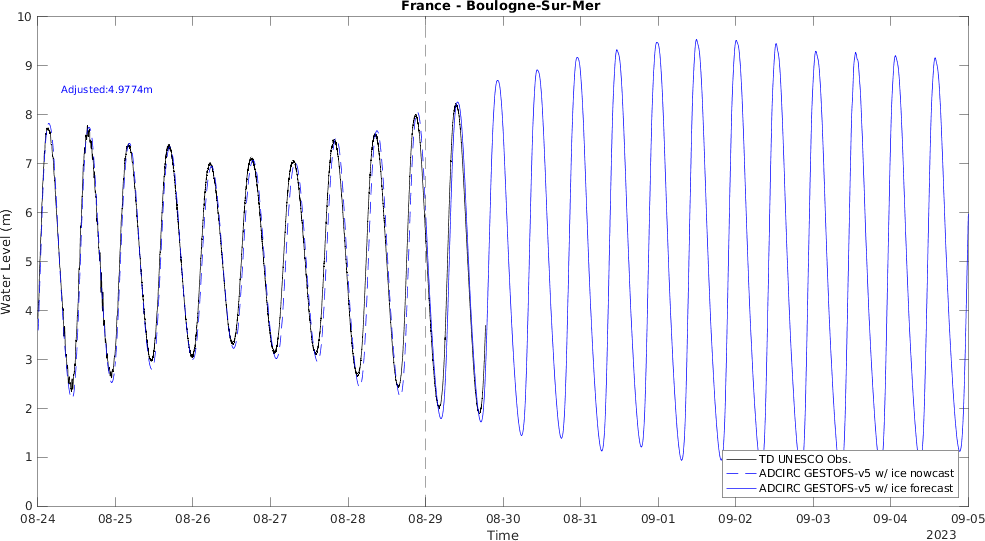 France - Boulogne-Sur-Mer
Adjusted:4.9774m
Water Level (m)
10
9
8
7
6
5
4
3
2
1
0
TD UNESCO Obs.
ADCIRC GESTOFS-v5 w/ ice nowcast
ADCIRC GESTOFS-v5 w/ ice forecast
08-24 08-25 08-26 08-27 08-28 08-29 08-30 08-31 09-01 09-02 09-03 09-04 09-05
Time
2023